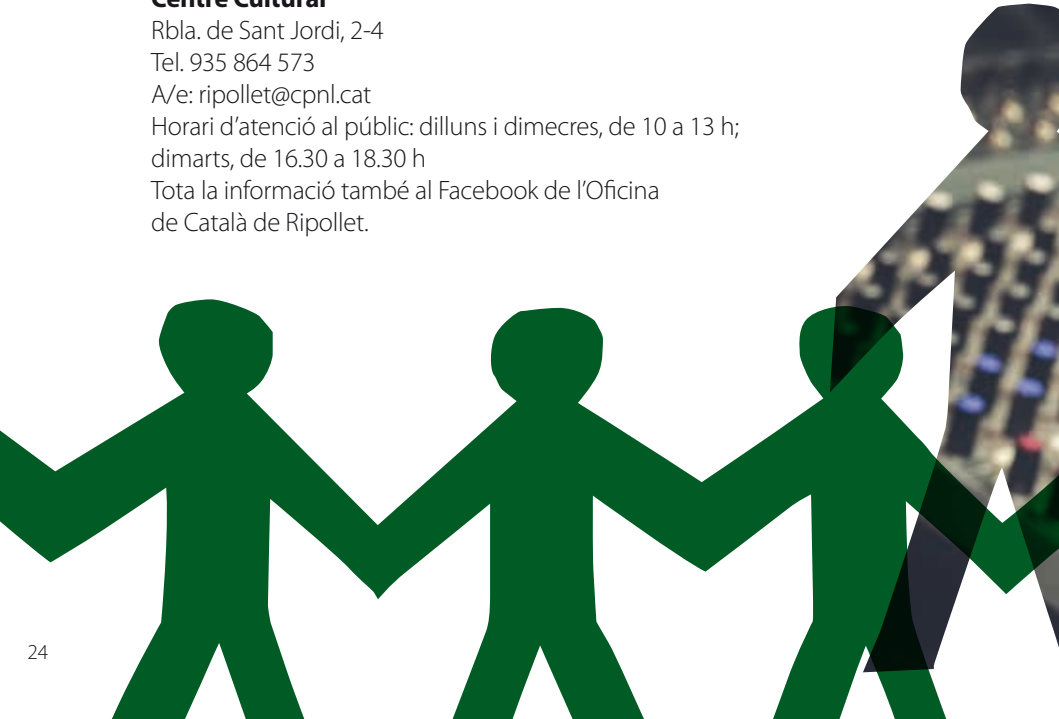 Centre Cultural
Rbla. de Sant Jordi, 2-4
Tel. 935 864 573
A/e: ripollet@cpnl.cat
Horari d’atenció al públic: dilluns i dimecres, de 10 a 13 h;
dimarts, de 16.30 a 18.30 h
Tota la informació també al Facebook de l’Oficina
de Català de Ripollet.
24